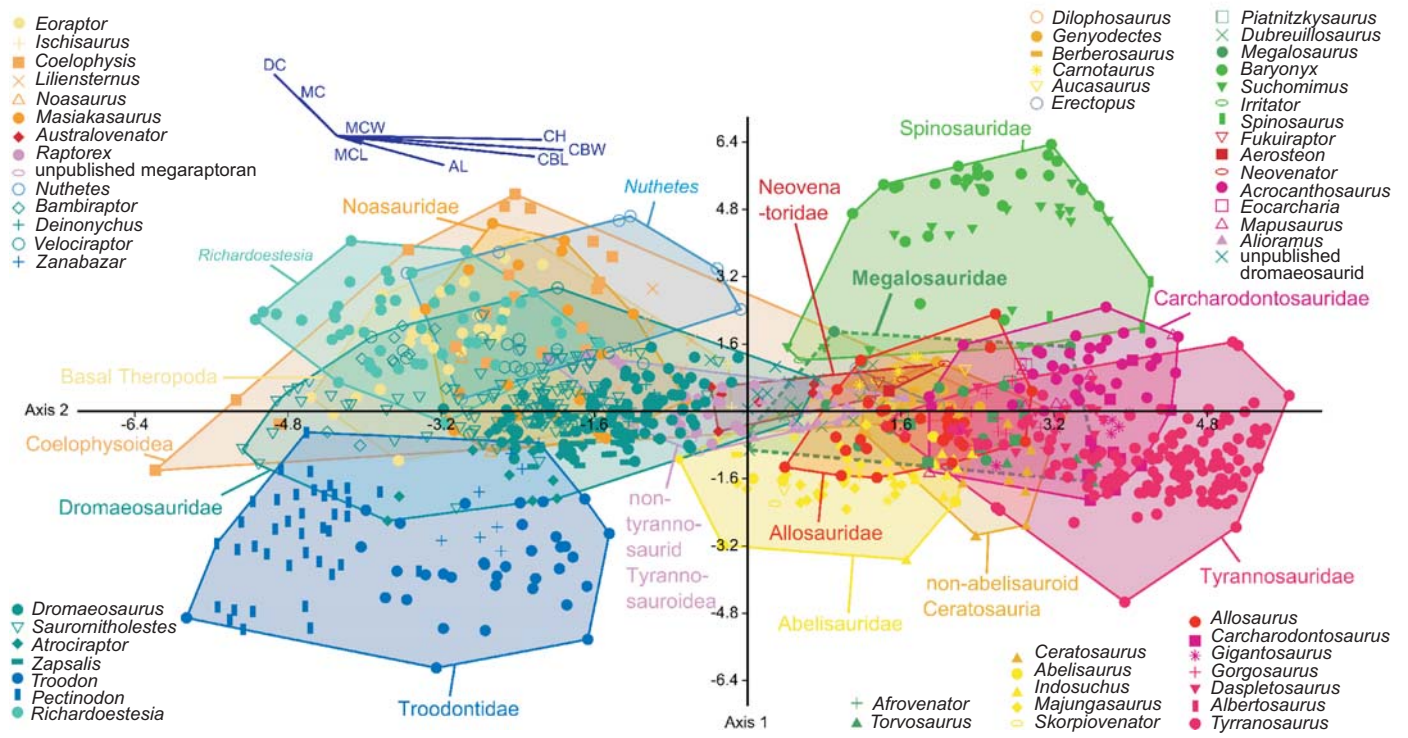 Eoraptor
Ischisaurus
Coelophysis
Liliensternus
Noasaurus
Masiakasaurus
Australovenator
Raptorex
unpublished megaraptoran
Nuthetes
Bambiraptor
Deinonychus
Velociraptor
Zanabazar
DC
MC
MCW
MCL
AL
CH
CBW
CBL
Dilophosaurus
Genyodectes
Berberosaurus
Carnotaurus
Aucasaurus
Erectopus
Piatnitzkysaurus
Dubreuillosaurus
Megalosaurus
Baryonyx
Suchomimus
Irritator
Spinosaurus
Fukuiraptor
Aerosteon
Neovenator
Acrocanthosaurus
Eocarcharia
Mapusaurus
Alioramus
unpublished
dromaeosaurid
Spinosauridae
Neovena
-toridae
Nuthetes
Noasauridae
Richardoestesia
Megalosauridae
Carcharodontosauridae
Basal Theropoda
Coelophysoidea
Dromaeosauridae
Troodontidae
non-
tyranno-
saurid
Tyranno-
sauroidea
Allosauridae
Abelisauridae
non-abelisauroid
Ceratosauria
Tyrannosauridae
6.4
4.8
3.2
1.6
-1.6
-3.2
-4.8
-6.4
Axis 1
Axis 2
-6.4
-4.8
-3.2
-1.6
1.6
3.2
4.8
Dromaeosaurus
Saurornitholestes
Atrociraptor
Zapsalis
Troodon
Pectinodon
Richardoestesia
Afrovenator
Torvosaurus
Ceratosaurus
Abelisaurus
Indosuchus
Majungasaurus
Skorpiovenator
Allosaurus
Carcharodontosaurus
Gigantosaurus
Gorgosaurus
Daspletosaurus
Albertosaurus
Tyrranosaurus